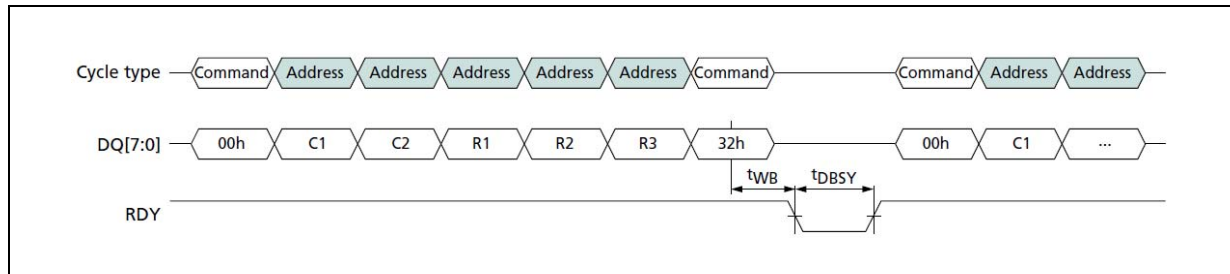 Cycle type Command Address Address Address Address Address Command Command Address Address
DQ[7:0] 00h C1 C2 R1 R2 R3 32h 00h C1 ...
tWB tDBSY
RDY